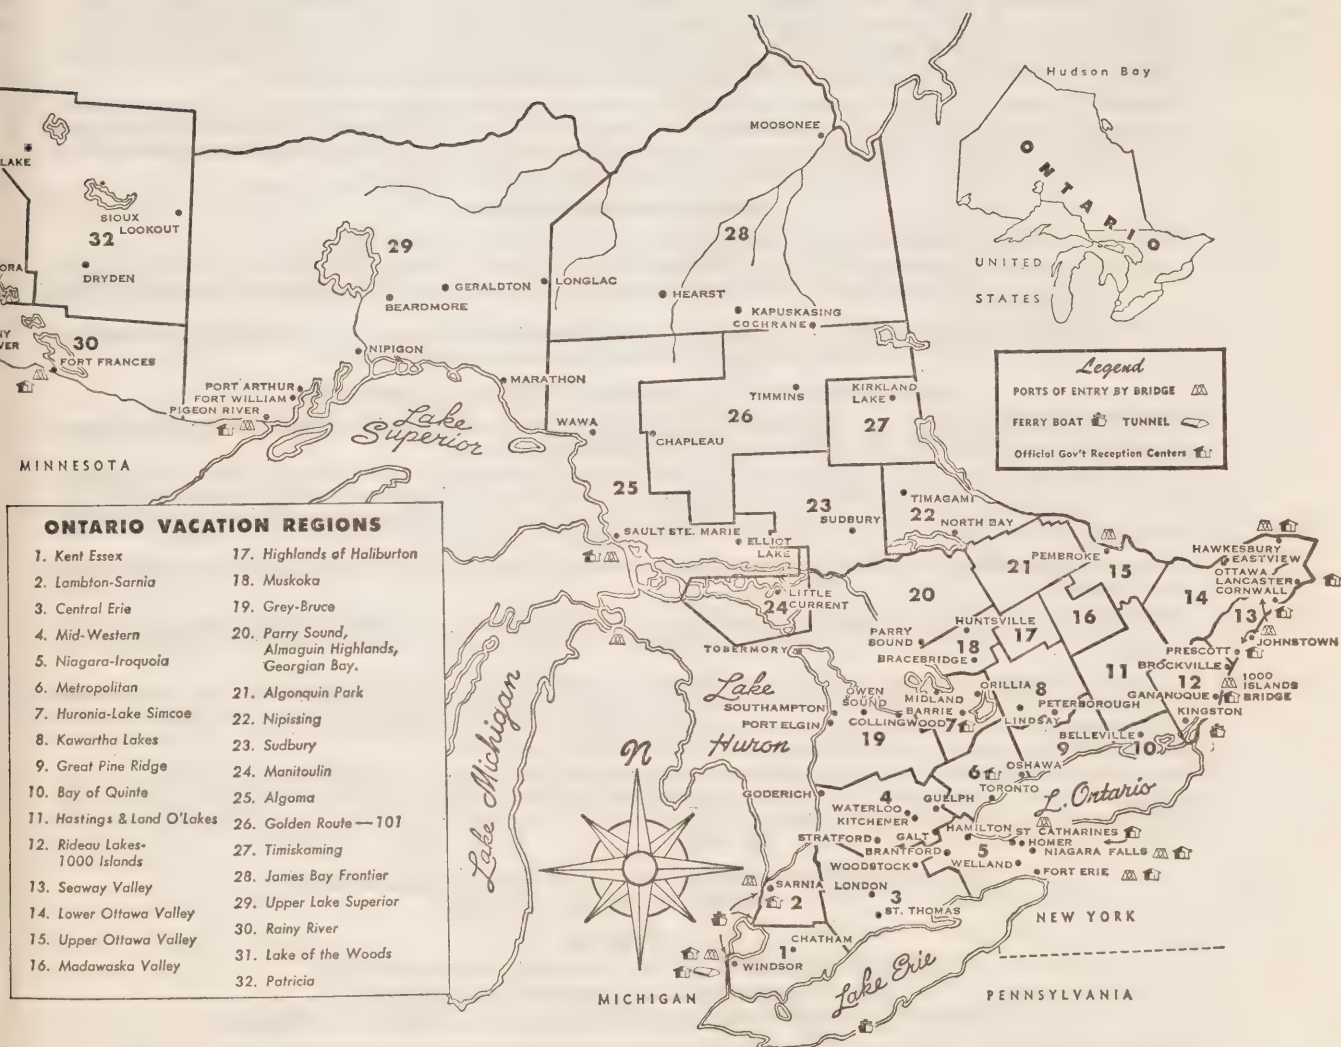 Hudson Bay
ONTARIO
UNITED
STATES
MOOSONEE
LAKE
SIOUX
LOOKOUT
32
DRYDEN
ORA
29
28
GERALDTON
LONGLAC
BEARDMORE
HEARST
KAPUSKASING
COCHRANE
VER
30
FORT FRANCES
NIPIGON
PORT ARTHUR
FORT WILLIAM
PIGEON RIVER
MARATHON
TIMMINS
KIRKLAND
LAKE
26
27
WAWA
CHAPLEAU
Lake
Superior
MINNESOTA
Legend
PORTS OF ENTRY BY BRIDGE
FERRY BOAT TUNNEL
Official Gov't Reception Centers
25
23
TIMAGAMI
22
SUDBURY
NORTH BAY
SAULT STE. MARIE
ELLIOT
LAKE
24
LITTLE
CURRENT
TOBERMORY
21
PEMBROKE
15
HAWKESBURY
EASTVIEW
OTTAWA
LANCASTER
CORNWALL
14
13
20
16
HUNTSVILLE
17
PARRY
BOUND
18
BRACEBRIDGE
JOHNSTOWN
PRESCOTT
BROCKVILLE
11
12
1000
ISLANDS
BRIDGE
GANANOQUE
KINGSTON
Lake
Huron
OWEN
SOUND
SOUTHAMPTON
PORT ELGIN
MIDLAND
BARRIE
COLLINGWOOD
7
ORILLIA
8
PETERBOROUGH
LINDSAY
19
BELLEVILLE
9
10
OSHAWA
6
TORONTO
L. Ontario
Lake Michigan
N
GODERICH
4
GUELPH
WATERLOO
KITCHENER
GALT
HAMILTON
ST CATHARINES
HOMER
STRATFORD
BRANTFORD
5
NIAGARA FALLS
WOODSTOCK
WELLAND
FORT ERIE
SARNIA
2
LONDON
3
ST. THOMAS
NEW YORK
CHATHAM
1
WINDSOR
Lake Erie
MICHIGAN
PENNSYLVANIA
ONTARIO VACATION REGIONS
1. Kent Essex
2. Lambton-Sarnia
3. Central Erie
4. Mid-Western
5. Niagara-Iroquoia
6. Metropolitan
7. Huronia-Lake Simcoe
8. Kawartha Lakes
9. Great Pine Ridge
10. Bay of Quinte
11. Hastings & Land O'Lakes
12. Rideau Lakes-
1000 Islands
13. Seaway Valley
14. Lower Ottawa Valley
15. Upper Ottawa Valley
16. Madawaska Valley
17. Highlands of Haliburton
18. Muskoka
19. Grey-Bruce
20. Parry Sound,
Almaguin Highlands,
Georgian Bay.
21. Algonquin Park
22. Nipissing
23. Sudbury
24. Manitoulin
25. Algoma
26. Golden Route—101
27. Timiskaming
28. James Bay Frontier
29. Upper Lake Superior
30. Rainy River
31. Lake of the Woods
32. Patricia